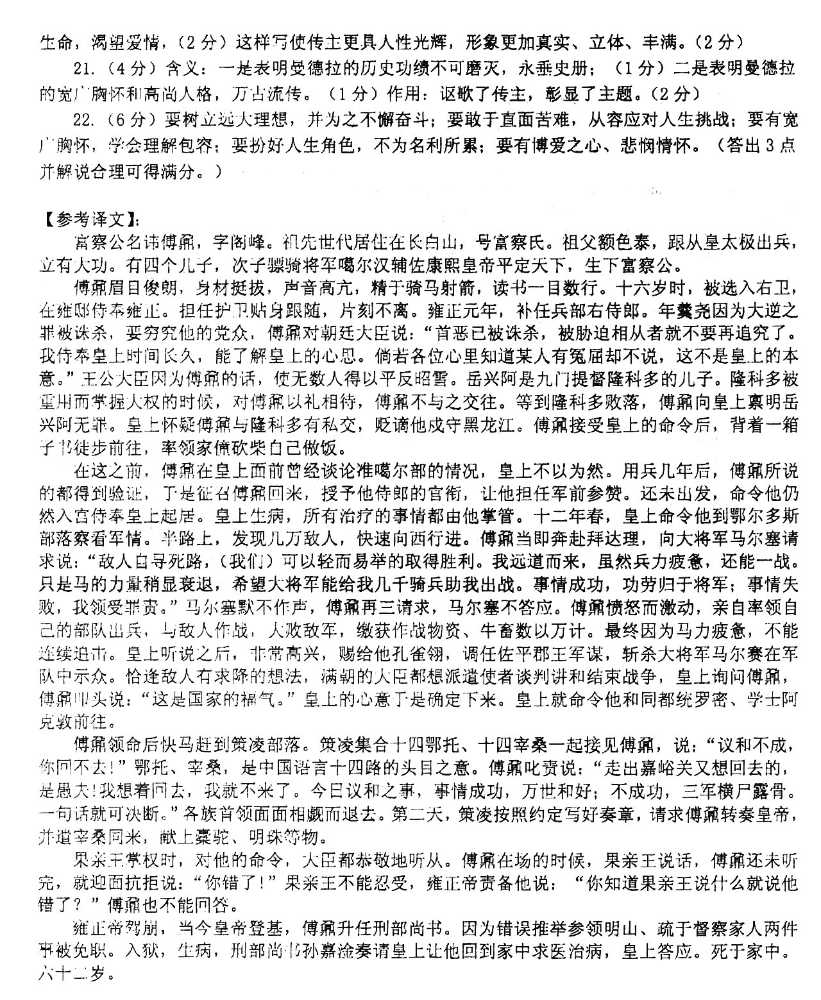 生命，渴望爱情，（2分）这样写使传主更具人性光辉，形象更加真实、立体、丰满。（2分）
21.（4分）含义：一是表明曼德拉的历史功绩不可磨灭，永垂史册；（1分）二是表明曼德拉
的宽广胸怀和高尚人格，万古流传。（1分）作用：讴歌了传主，彰显了主题。（2分）
22.（6分）要树立远大理想，并为之不懈奋斗；要敢于直面苦难，从容应对人生挑战；要有宽
广胸怀，学会理解包容；要扮好人生角色，不为名利所累；要有博爱之心、悲悯情怀。（答出3点
并解说合理可得满分。）
【参考译文】：
富察公名讳傅鼐，字阁峰。祖先世代居住在长白山，号富察氏。祖父额色泰，跟从皇太极出兵，
立有大功。有四个儿子，次子骠骑将军噶尔汉辅佐康熙皇帝平定天下，生下富察公。
傅鼐眉目俊朗，身材挺拔，声音高亢，精于骑马射箭，读书一目数行。十六岁时，被选入右卫，
在雍邸侍奉雍正。担任护卫贴身跟随，片刻不离。雍正元年，补任兵部右侍郎。年羹尧因为大逆之
罪被诛杀，要穷究他的党众，傅鼐对朝廷大臣说：“首恶已被诛杀，被胁迫相从者就不要再追究了。
我侍奉皇上时间长久，能了解皇上的心思。倘若各位心里知道某人有冤屈却不说，这不是皇上的本
意。”王公大臣因为傅鼐的话，使无数人得以平反昭雪。岳兴阿是九门提督隆科多的儿子。隆科多被
重用而掌握大权的时候，对傅鼐以礼相待，傅鼐不与之交往。等到隆科多败落，傅鼐向皇上禀明岳
兴阿无罪。皇上怀疑傅鼐与隆科多有私交，贬谪他戍守黑龙江。傅鼐接受皇上的命令后，背着一箱
子书徒步前往，率领家僮砍柴自己做饭。
在这之前，傅鼐在皇上面前曾经谈论准噶尔部的情况，皇上不以为然。用兵几年后，傅鼐所说
的都得到验证，于是征召傅鼐回来，授予他侍郎的官衔，让他担任军前参赞。还未出发，命令他仍
然入宫侍奉皇上起居。皇上生病，所有治疗的事情都由他掌管。十二年春，皇上命令他到鄂尔多斯
部落察看军情。半路上，发现几万敌人，快速向西行进。傅鼐当即奔赴拜达理，向大将军马尔塞请
求说：“敌人自寻死路，（我们）可以轻而易举的取得胜利。我远道而来，虽然兵力疲惫，还能一战。
只是马的力量稍显衰退，希望大将军能给我几千骑兵助我出战。事情成功，功劳归于将军；事情失
败，我领受罪责。”马尔塞默不作声，傅鼐再三请求，马尔塞不答应。傅鼐愤怒而激动，亲自率领自
己的部队出兵，与敌人作战，大败敌军，缴获作战物资、牛畜数以万计。最终因为马力疲惫，不能
连续追击。皇上听说之后，非常高兴，赐给他孔雀翎，调任佐平郡王军谋，斩杀大将军马尔赛在军
队中示众。恰逢敌人有求降的想法，满朝的大臣都想派遣使者谈判讲和结束战争，皇上询问傅鼐，
傅鼐叩头说：“这是国家的福气。”皇上的心意于是确定下来。皇上就命令他和同都统罗密、学士阿
克敦前往。
傅鼐领命后快马赶到策凌部落。策凌集合十四鄂托、十四宰桑一起接见傅鼐，说：“议和不成，
你回不去！”鄂托、宰桑，是中国语言十四路的头目之意。傅鼐叱责说：“走出嘉峪关又想回去的，
是愚夫！我想着回去，我就不来了。今日议和之事，事情成功，万世和好；不成功，三军横尸露骨。
一句话就可决断。”各族首领面面相觑而退去。第二天，策凌按照约定写好奏章，请求傅鼐转奏皇帝，
并遣宰桑同来，献上橐驼、明珠等物。
果亲王掌权时，对他的命令，大臣都恭敬地听从。傅鼐在场的时候，果亲王说话，傅鼐还未听
完，就迎面抗拒说：“你错了！”果亲王不能忍受，雍正帝责备他说：“你知道果亲王说什么就说他
错了？”傅鼐也不能回答。
雍正帝驾崩，当今皇帝登基，傅鼐升任刑部尚书。因为错误推举参领明山、疏于督察家人两件
事被免职。入狱，生病，刑部尚书孙嘉淦奏请皇上让他回到家中求医治病，皇上答应。死于家中。
六十二岁。